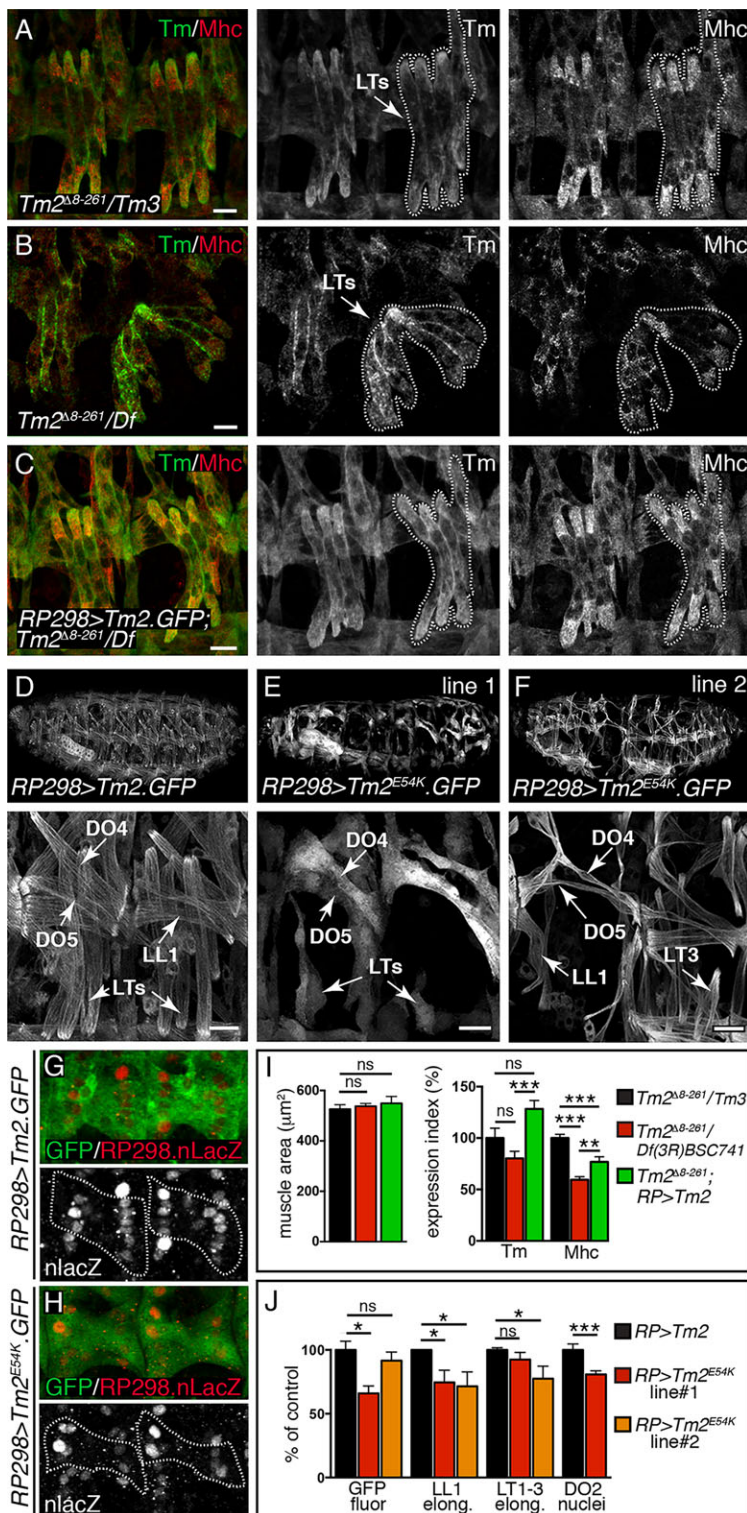 A
Tm/Mhc
Tm
Mhc
LTs
Tm2Δ8-261/Tm3
B
Tm/Mhc
Tm
Mhc
LTs
Tm2Δ8-261/Df
C
Tm/Mhc
Tm
Mhc
RP298>Tm2.GFP;
Tm2Δ8-261/Df
D
RP298>Tm2.GFP
E
line 1
RP298>Tm2E54K.GFP
F
line 2
RP298>Tm2E54K.GFP
DO4
DO5
LL1
LTs
DO4
DO5
LTs
DO4
DO5
LL1
LT3
RP298>Tm2.GFP
G
GFP/RP298.nLacZ
nlacZ
RP298>Tm2E54K.GFP
H
GFP/RP298.nLacZ
nlacZ
I
muscle area (μm2)
600
400
200
0
ns
ns
expression index (%)
150
100
50
0
ns
ns
***
***
***
**
Tm
Mhc
Tm2Δ8-261/Tm3
Tm2Δ8-261/
Df(3R)BSC741
Tm2Δ8-261;
RP>Tm2
J
% of control
100
50
0
ns
*
*
*
*
ns
***
GFP
fluor
LL1
elong.
LT1-3
elong.
DO2
nuclei
RP>Tm2
RP>Tm2E54K
line#1
RP>Tm2E54K
line#2